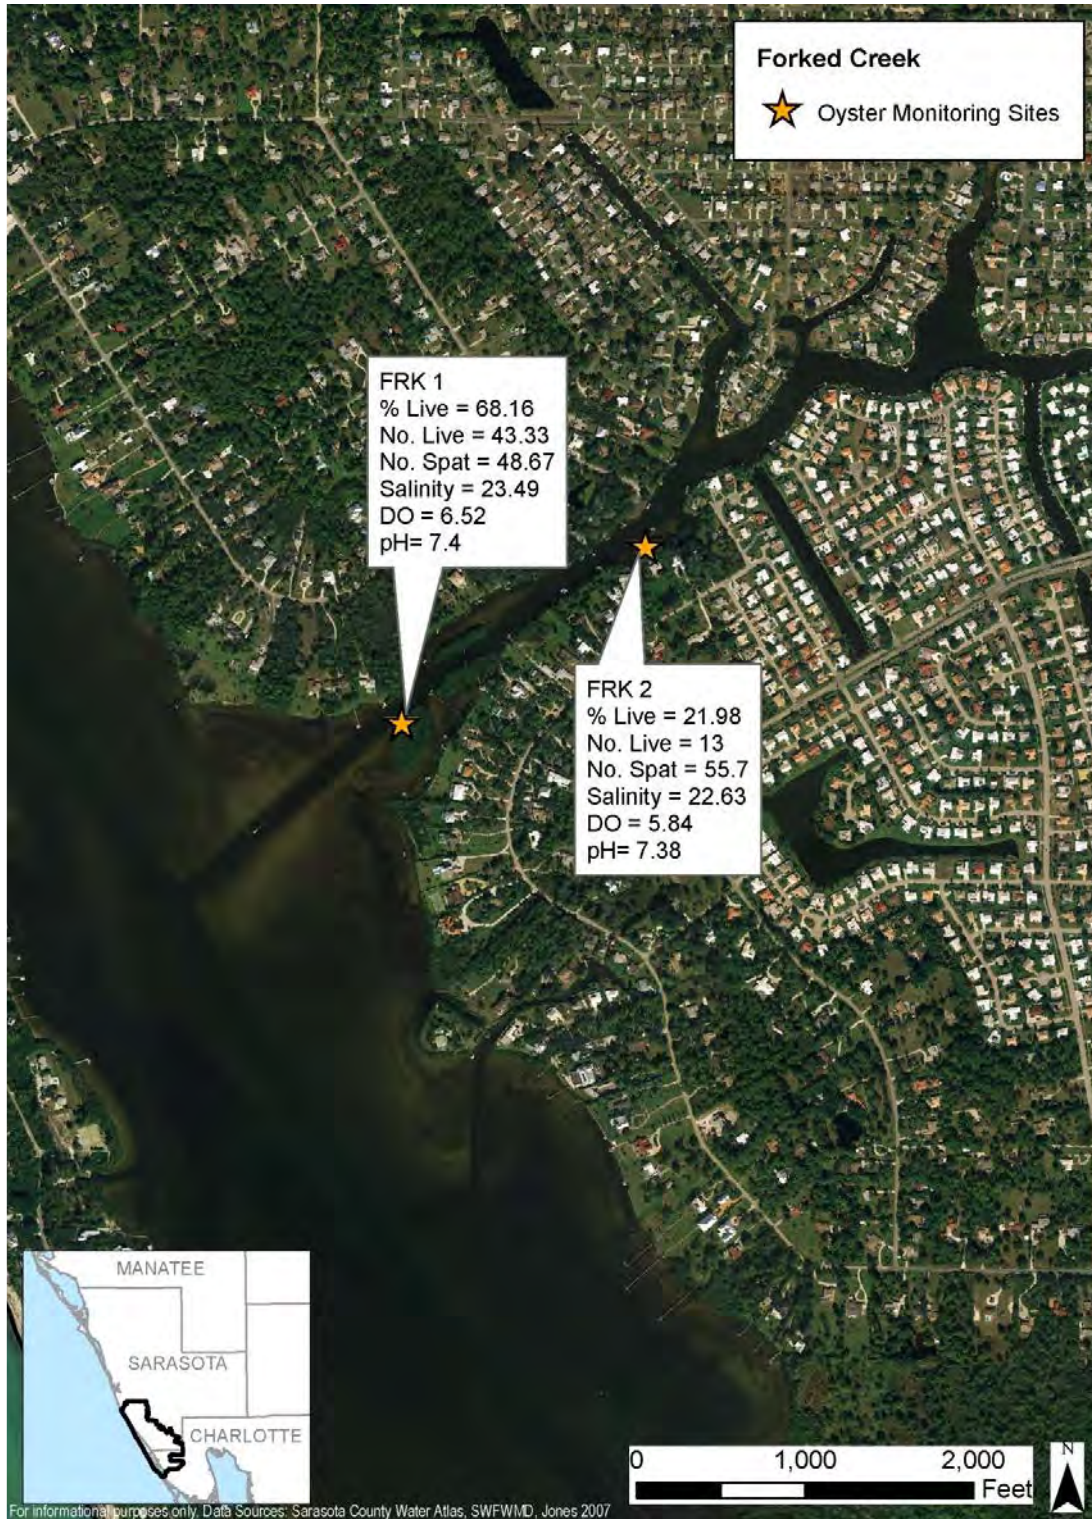 Forked Creek
Oyster Monitoring Sites
FRK 1
% Live = 68.16
No. Live = 43.33
No. Spat = 48.67
Salinity = 23.49
DO = 6.52
pH= 7.4
FRK 2
% Live = 21.98
No. Live = 13
No. Spat = 55.7
Salinity = 22.63
DO = 5.84
pH= 7.38
MANATEE
SARASOTA
CHARLOTTE
0 1,000 2,000
Feet
N
For informational purposes only. Data Sources: Sarasota County Water Atlas, SWFWMD, Jones 2007